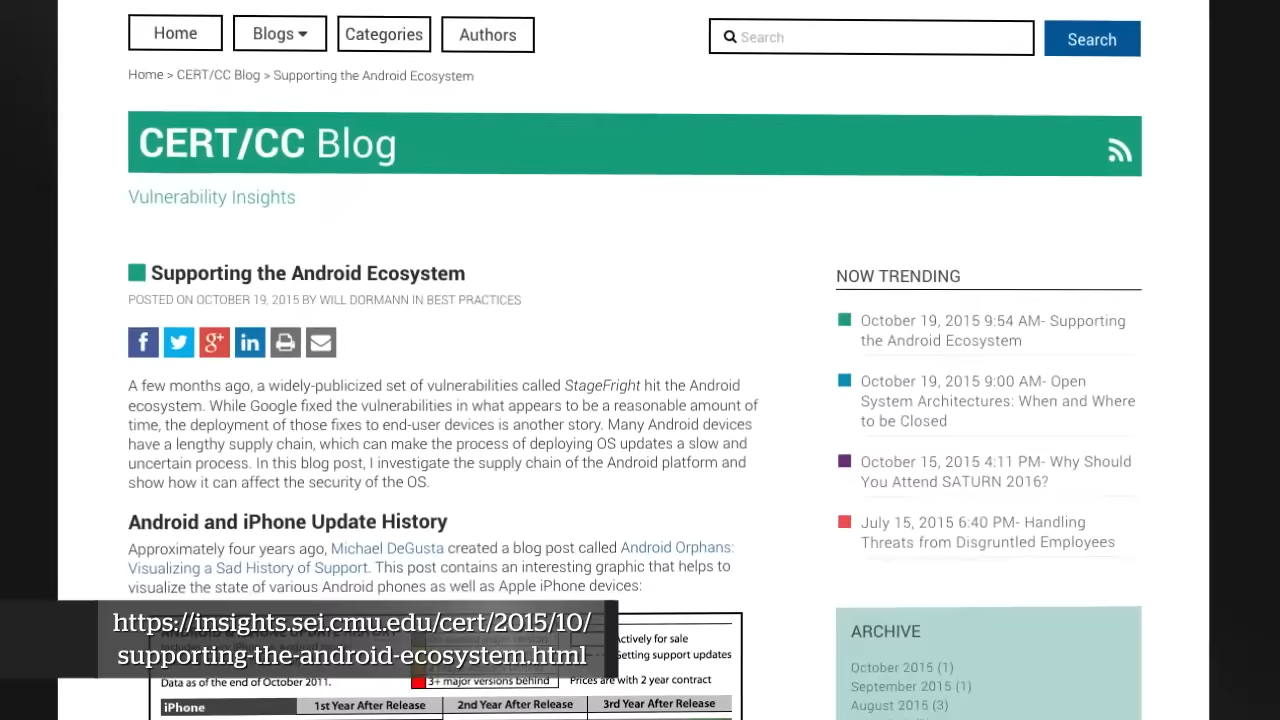 Home
Blogs
Categories
Authors
Search
Search
Home > CERT/CC Blog > Supporting the Android Ecosystem
CERT/CC Blog
Vulnerability Insights
Supporting the Android Ecosystem
POSTED ON OCTOBER 19, 2015 BY WILL DORMANN IN BEST PRACTICES
A few months ago, a widely-publicized set of vulnerabilities called StageFright hit the Android
ecosystem. While Google fixed the vulnerabilities in what appears to be a reasonable amount of
time, the deployment of those fixes to end-user devices is another story. Many Android devices
have a lengthy supply chain, which can make the process of deploying OS updates a slow and
uncertain process. In this blog post, I investigate the supply chain of the Android platform and
show how it can affect the security of the OS.
Android and iPhone Update History
Approximately four years ago, Michael DeGusta created a blog post called Android Orphans:
Visualizing a Sad History of Support. This post contains an interesting graphic that helps to
visualize the state of various Android phones as well as Apple iPhone devices:
https://insights.sei.cmu.edu/cert/2015/10/
supporting-the-android-ecosystem.html
Actively for sale
Getting support updates
Data as of the end of October 2011.
3+ major versions behind
Prices are with 2 year contract
iPhone
1st Year After Release
2nd Year After Release
3rd Year After Release
NOW TRENDING
October 19, 2015 9:54 AM- Supporting
the Android Ecosystem
October 19, 2015 9:00 AM- Open
System Architectures: When and Where
to be Closed
October 15, 2015 4:11 PM- Why Should
You Attend SATURN 2016?
July 15, 2015 6:40 PM- Handling
Threats from Disgruntled Employees
ARCHIVE
October 2015 (1)
September 2015 (1)
August 2015 (3)